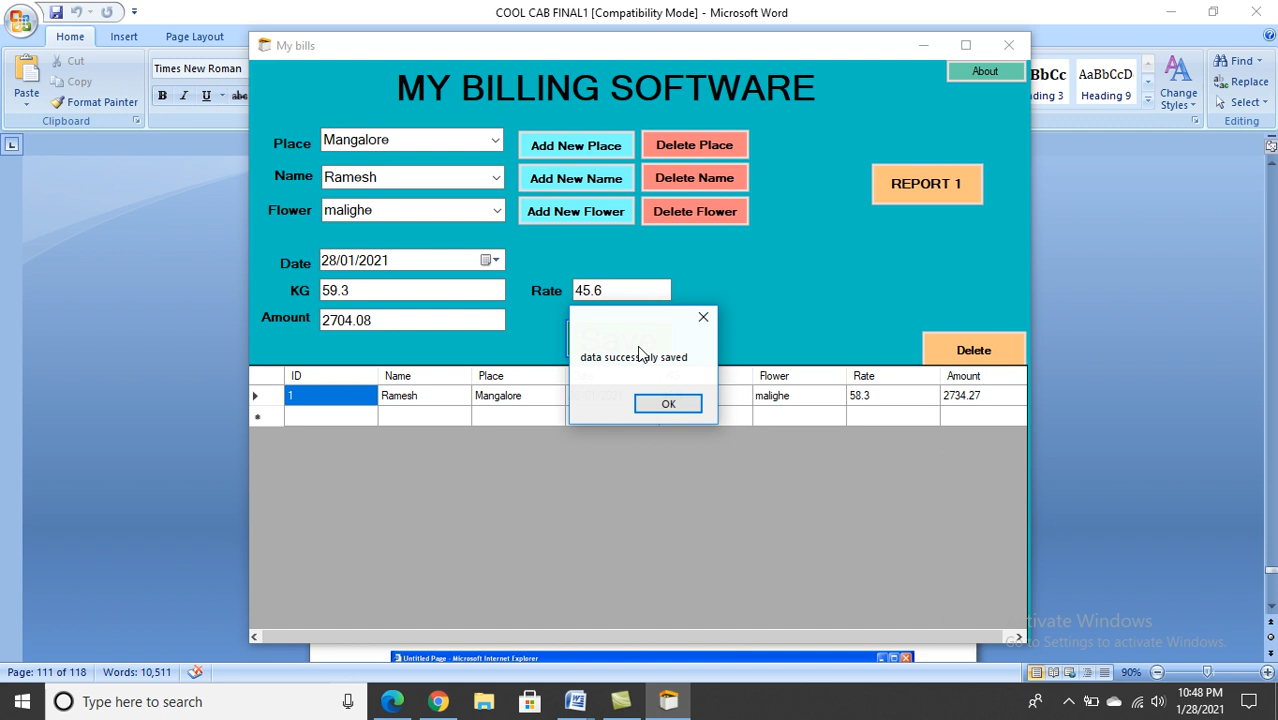 COOL CAB FINAL1 [Compatibility Mode] - Microsoft Word
Home Insert Page Layout
Cut
Copy
Format Painter
Paste
Clipboard
Times New Roman
B I U abe
My bills
About
MY BILLING SOFTWARE
Place Mangalore Add New Place Delete Place
Name Ramesh Add New Name Delete Name
Flower malighe Add New Flower Delete Flower
REPORT 1
Date 28/01/2021
KG 59.3 Rate 45.6
Amount 2704.08
data successfuly saved
OK
Delete
ID Name Place Flower Rate Amount
1 Ramesh Mangalore malighe 58.3 2734.27
AaBbCcD
Heading 9
Change
Styles
Find
Replace
Select
Editing
Activate Windows
Go to Settings to activate Windows.
Untitled Page - Microsoft Internet Explorer
Page: 111 of 118 Words: 10,511 90%
Type here to search
10:48 PM
1/28/2021